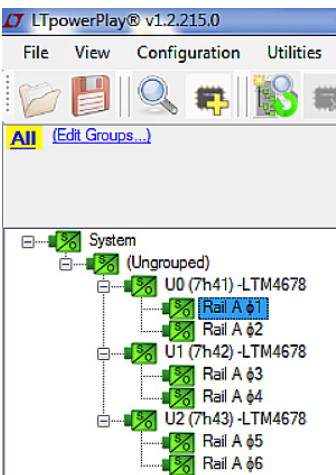 LTpowerPlay® v1.2.215.0
File View Configuration Utilities
All (Edit Groups...)
System
(Ungrouped)
U0 (7h41) -LTM4678
Rail A ϕ1
Rail A ϕ2
U1 (7h42) -LTM4678
Rail A ϕ3
Rail A ϕ4
U2 (7h43) -LTM4678
Rail A ϕ5
Rail A ϕ6